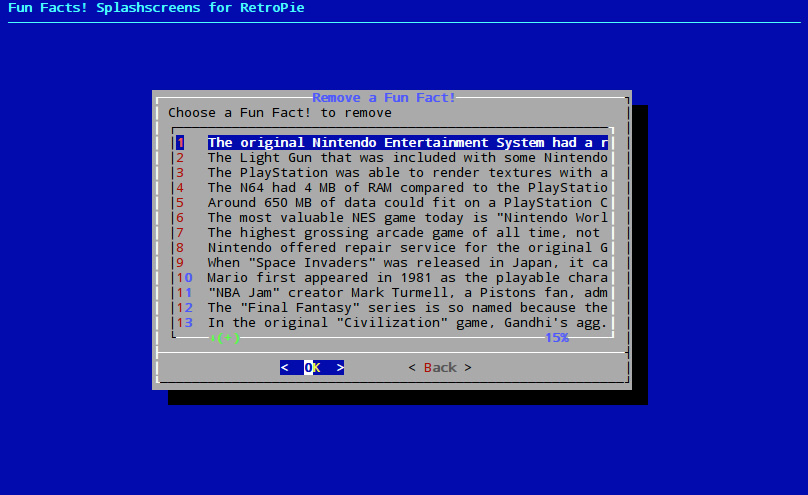 Fun Facts! Splashscreens for RetroPie
Remove a Fun Fact!
Choose a Fun Fact! to remove
1 The original Nintendo Entertainment System had a r
2 The Light Gun that was included with some Nintendo
3 The PlayStation was able to render textures with a
4 The N64 had 4 MB of RAM compared to the PlayStatio
5 Around 650 MB of data could fit on a PlayStation C
6 The most valuable NES game today is "Nintendo Worl
7 The highest grossing arcade game of all time, not
8 Nintendo offered repair service for the original G
9 When "Space Invaders" was released in Japan, it ca
10 Mario first appeared in 1981 as the playable chara
11 "NBA Jam" creator Mark Turmell, a Pistons fan, adm
12 The "Final Fantasy" series is so named because the
13 In the original "Civilization" game, Gandhi's agg.
15%
< OK > < Back >